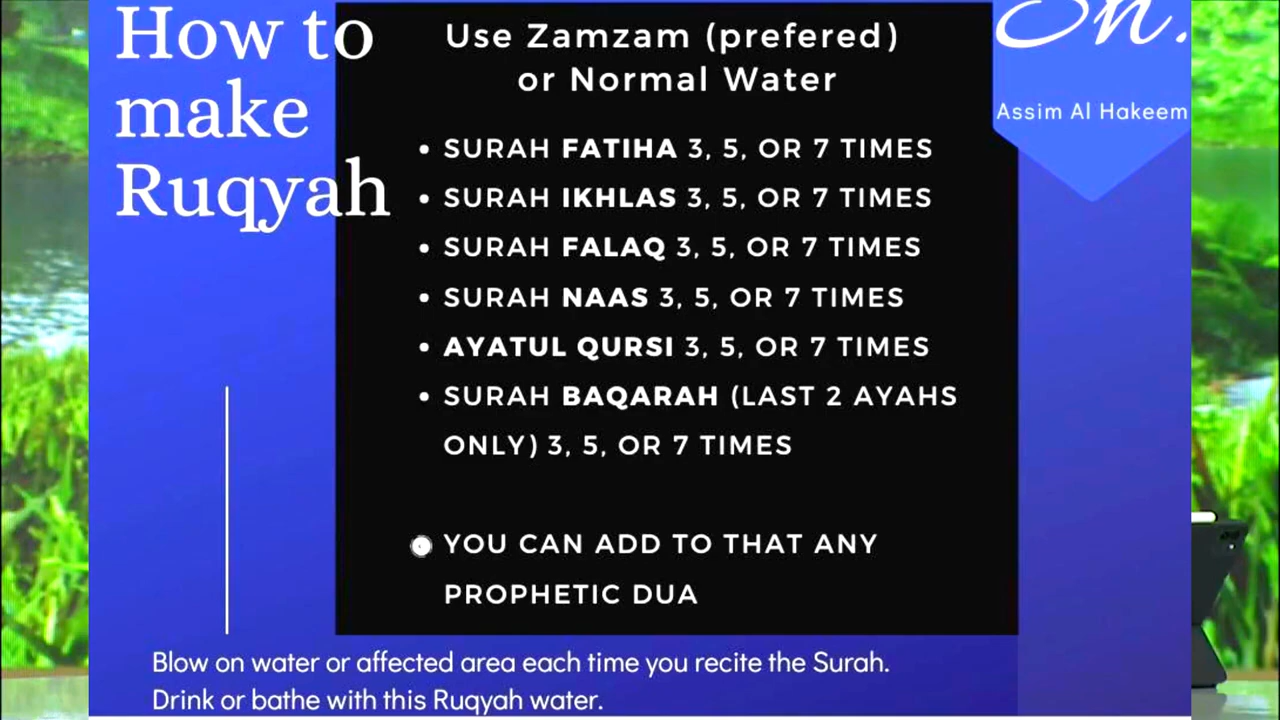 How to
make
Ruqyah
Use Zamzam (prefered)
or Normal Water
• SURAH FATIHA 3, 5, OR 7 TIMES
• SURAH IKHLAS 3, 5, OR 7 TIMES
• SURAH FALAQ 3, 5, OR 7 TIMES
• SURAH NAAS 3, 5, OR 7 TIMES
• AYATUL QURSI 3, 5, OR 7 TIMES
• SURAH BAQARAH (LAST 2 AYAHS
ONLY) 3, 5, OR 7 TIMES
• YOU CAN ADD TO THAT ANY
PROPHETIC DUA
Sh.
Assim Al Hakeem
Blow on water or affected area each time you recite the Surah.
Drink or bathe with this Ruqyah water.